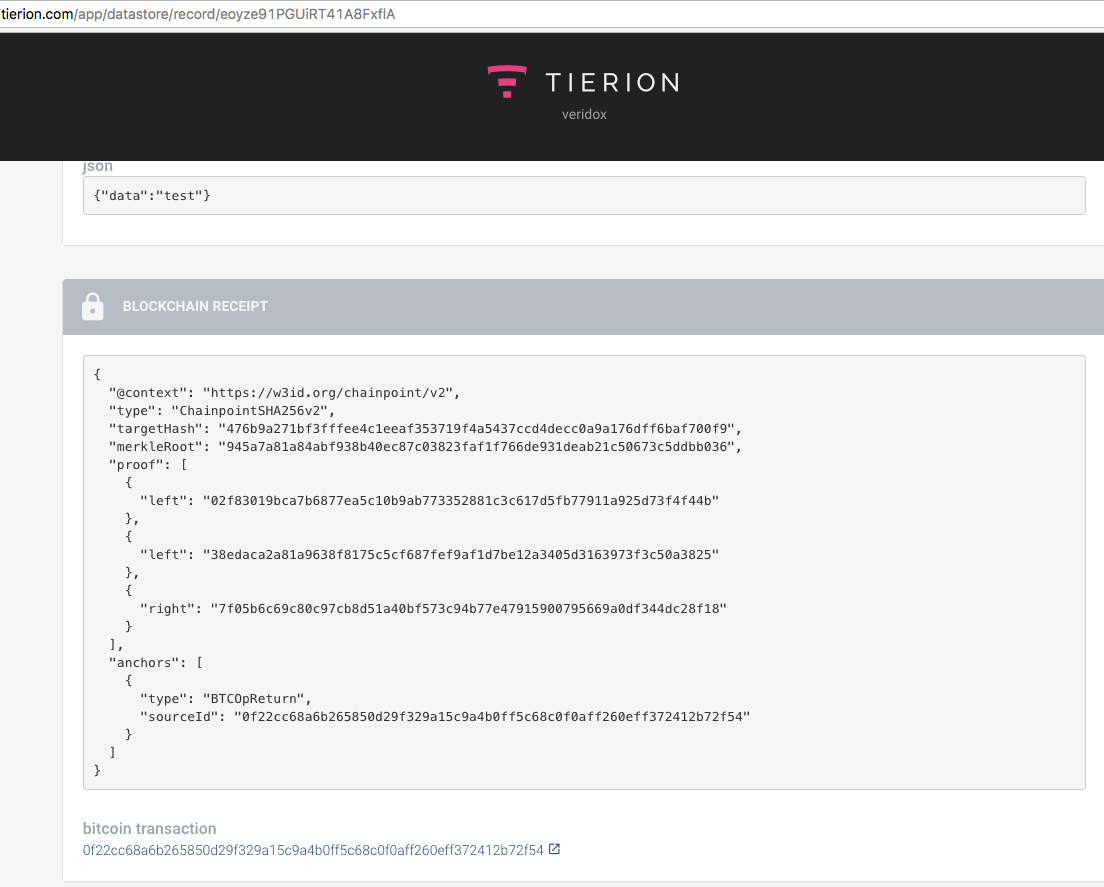 tierion.com/app/datastore/record/eoyze91PGUiRT41A8FxflA
TIERION
veridox
json
{"data":"test"}
BLOCKCHAIN RECEIPT
{
"@context": "https://w3id.org/chainpoint/v2",
"type": "ChainpointSHA256v2",
"targetHash": "476b9a271bf3fffee4c1eeaf353719f4a5437ccd4decc0a9a176dff6baf700f9",
"merkleRoot": "945a7a81a84abf938b40ec87c03823faf1f766de931deab21c50673c5ddbb036",
"proof": [
{
"left": "02f83019bca7b6877ea5c10b9ab773352881c3c617d5fb77911a925d73f4f44b"
},
{
"left": "38edaca2a81a9638f8175c5cf687fef9af1d7be12a3405d3163973f3c50a3825"
},
{
"right": "7f05b6c69c80c97cb8d51a40bf573c94b77e47915900795669a0df344dc28f18"
}
],
"anchors": [
{
"type": "BTCOpReturn",
"sourceId": "0f22cc68a6b265850d29f329a15c9a4b0ff5c68c0f0aff260eff372412b72f54"
}
]
}
bitcoin transaction
0f22cc68a6b265850d29f329a15c9a4b0ff5c68c0f0aff260eff372412b72f54